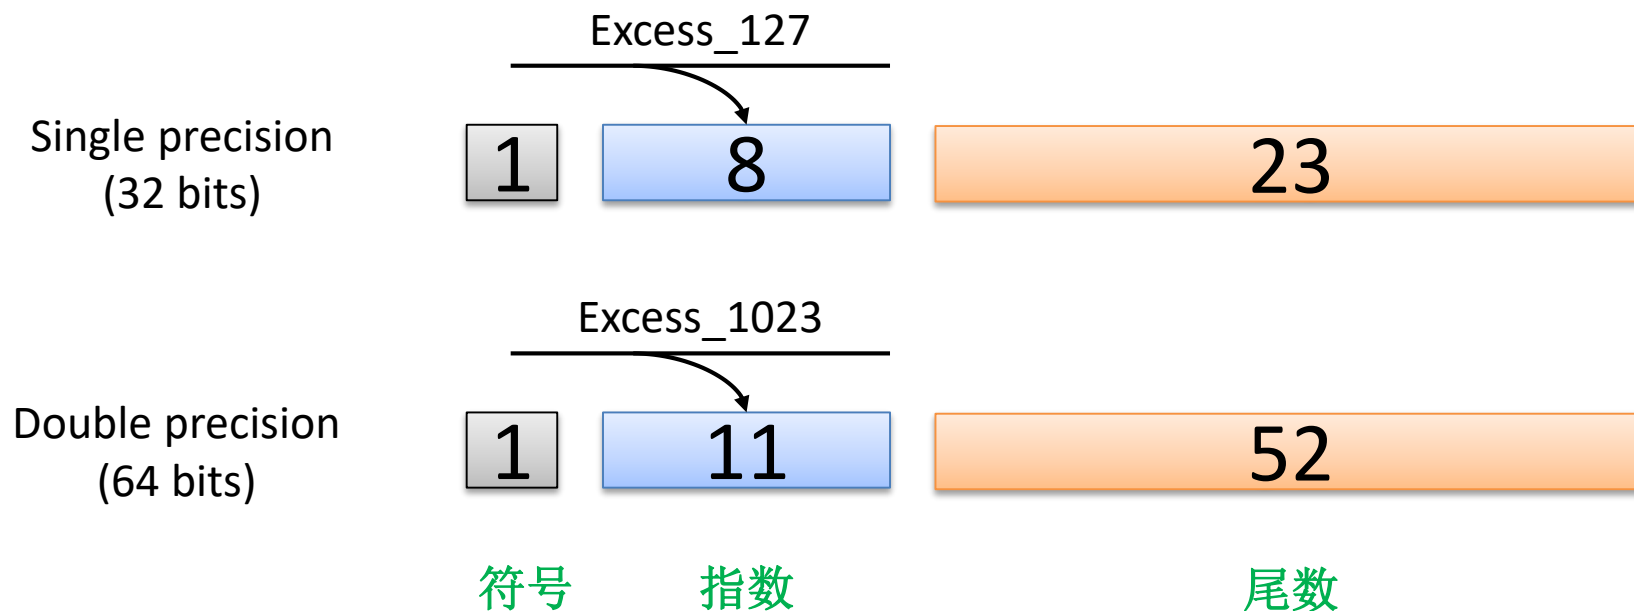 Excess_127
Single precision
(32 bits)
1
8
23
Excess_1023
Double precision
(64 bits)
1
11
52
符号
指数
尾数